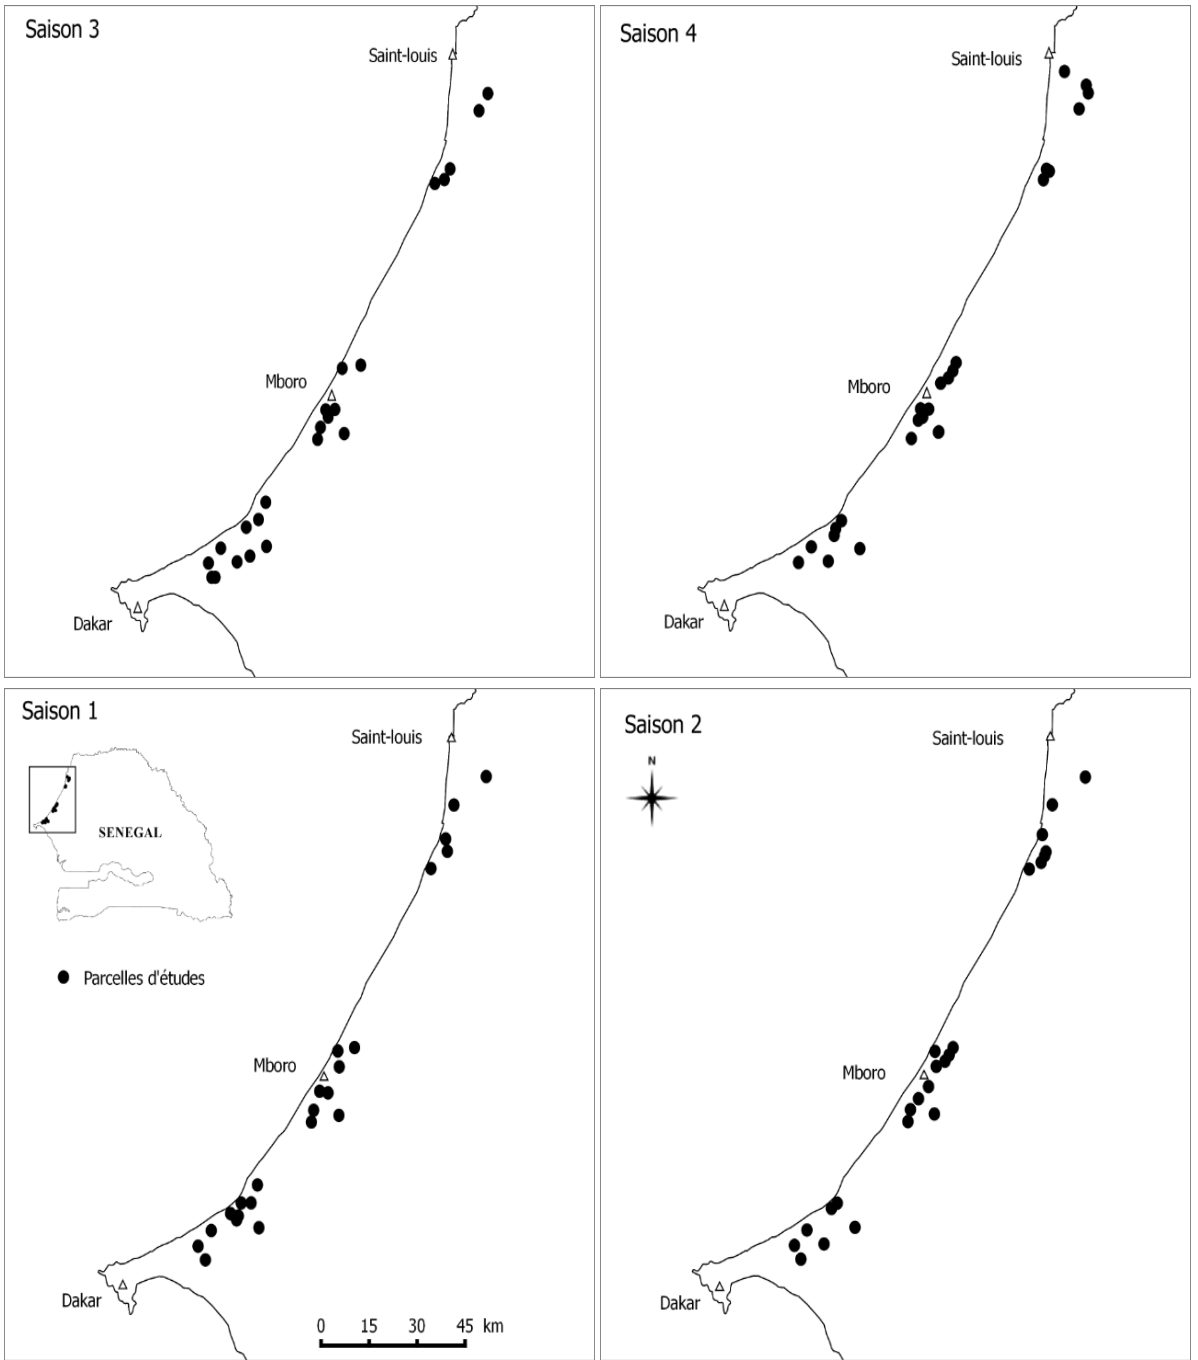 Saison 3
Saint-louis
Mboro
Dakar
Saison 4
Saint-louis
Mboro
Dakar
Saison 1
Saint-louis
SENEGAL
Parcelles d'études
Mboro
Dakar
0 15 30 45 km
Saison 2
Saint-louis
N
Mboro
Dakar